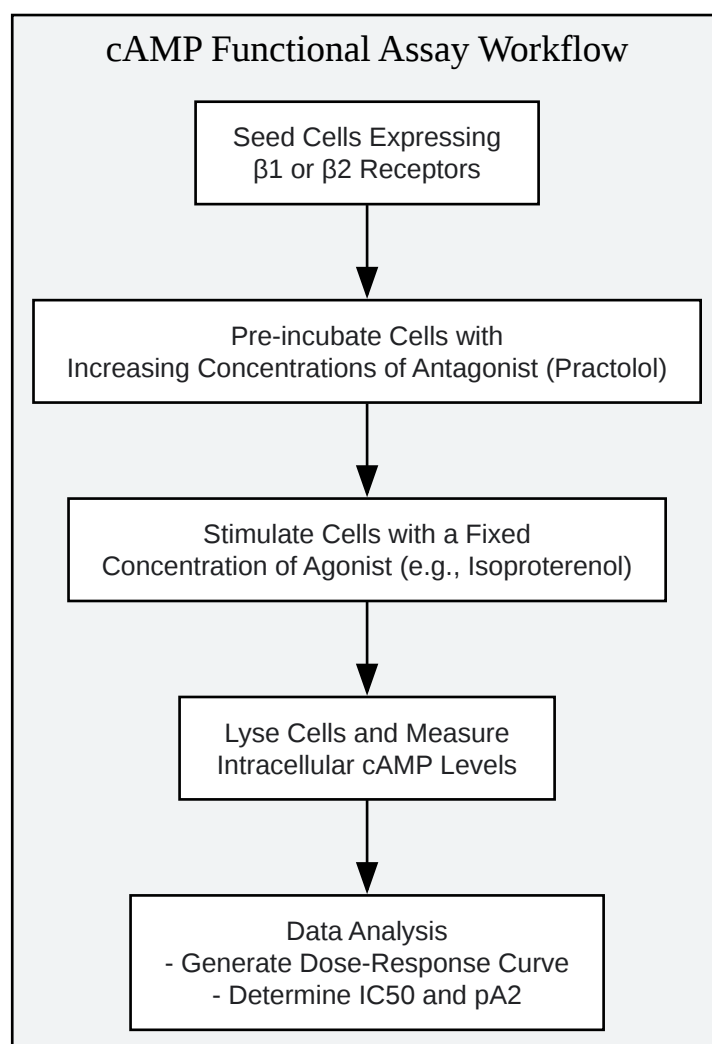 cAMP Functional Assay Workflow
Seed Cells Expressing
β1 or β2 Receptors
Pre-incubate Cells with
Increasing Concentrations of Antagonist (Practolol)
Stimulate Cells with a Fixed
Concentration of Agonist (e.g., Isoproterenol)
Lyse Cells and Measure
Intracellular cAMP Levels
Data Analysis
- Generate Dose-Response Curve
- Determine IC50 and pA2